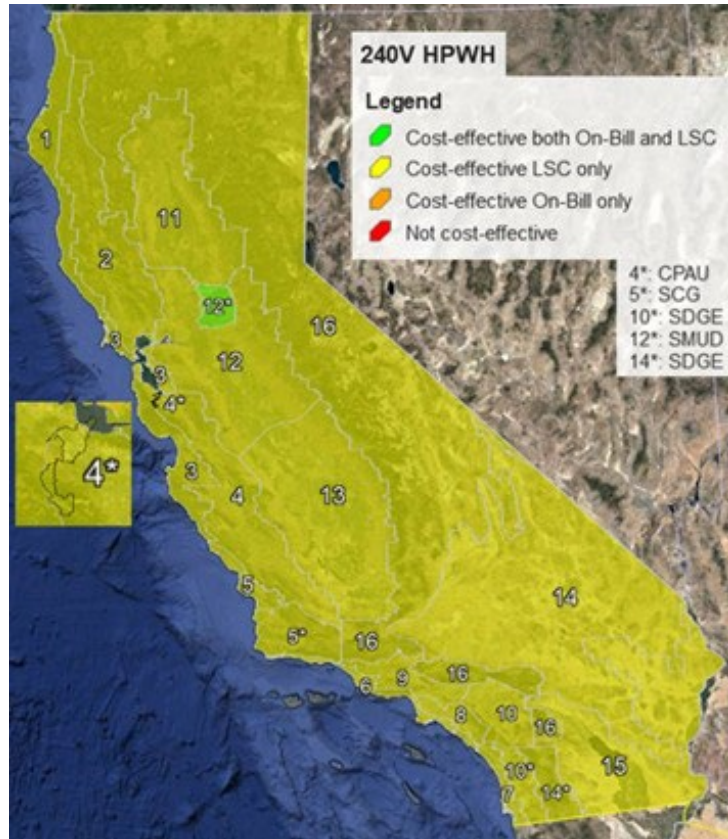 240V HPWH
Legend
Cost-effective both On-Bill and LSC
Cost-effective LSC only
Cost-effective On-Bill only
Not cost-effective
4*: CPAU
5*: SCG
10*: SDGE
12*: SMUD
14*: SDGE
1
11
2
12*
16
3
12
3
4*
4*
3
4
13
5
14
5*
16
16
9
6
10
8
16
10*
15
7
14*